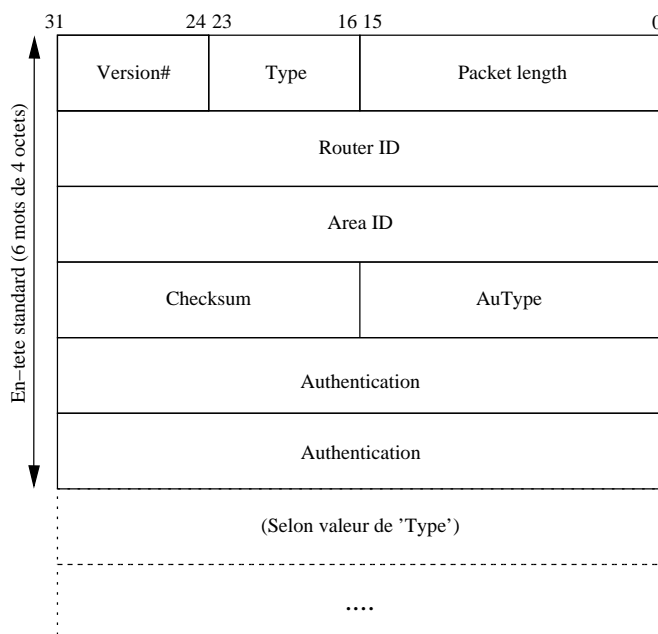 31 24 23 16 15 0
Version# Type Packet length
Router ID
Area ID
Checksum AuType
Authentication
Authentication
En−tete standard (6 mots de 4 octets)
(Selon valeur de ’Type’)
....